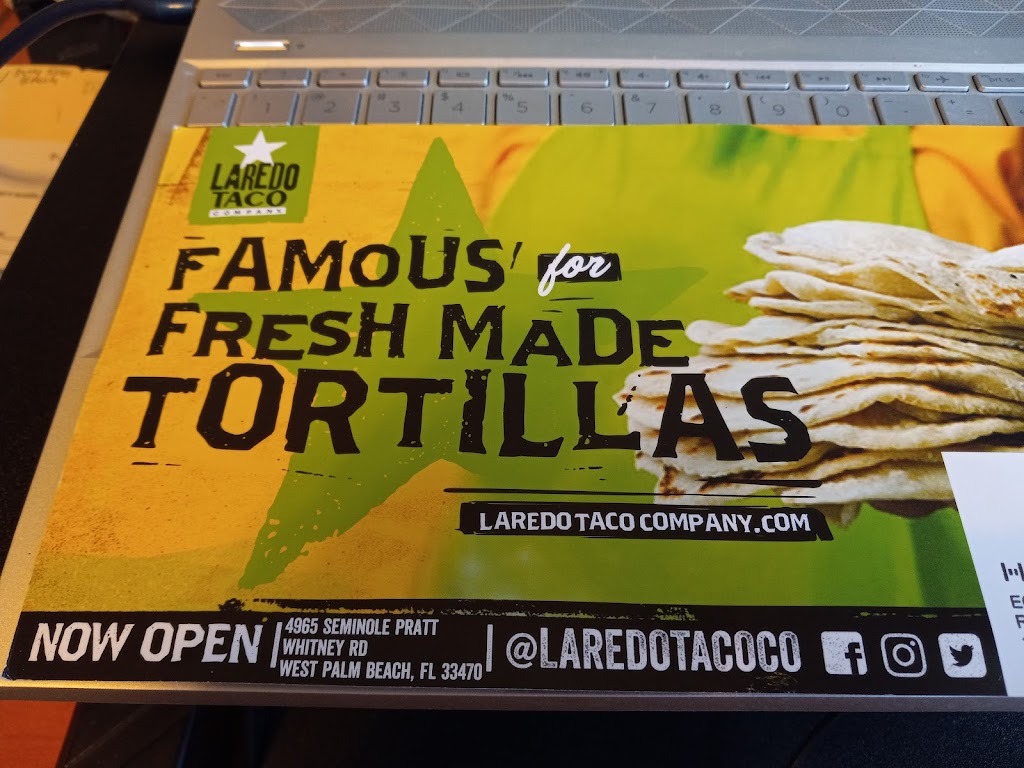 LAREDO
TACO
COMPANY
FAMOUS for
FRESH MADE
TORTILLAS
LAREDOTACOCOMPANY.COM
NOW OPEN
4965 SEMINOLE PRATT
WHITNEY RD
WEST PALM BEACH, FL 33470
@LAREDOTACOCO